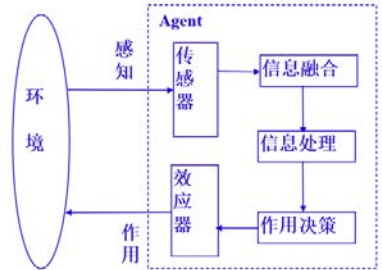 Agent
环境
感知
传感器
信息融合
信息处理
作用决策
效应器
作用